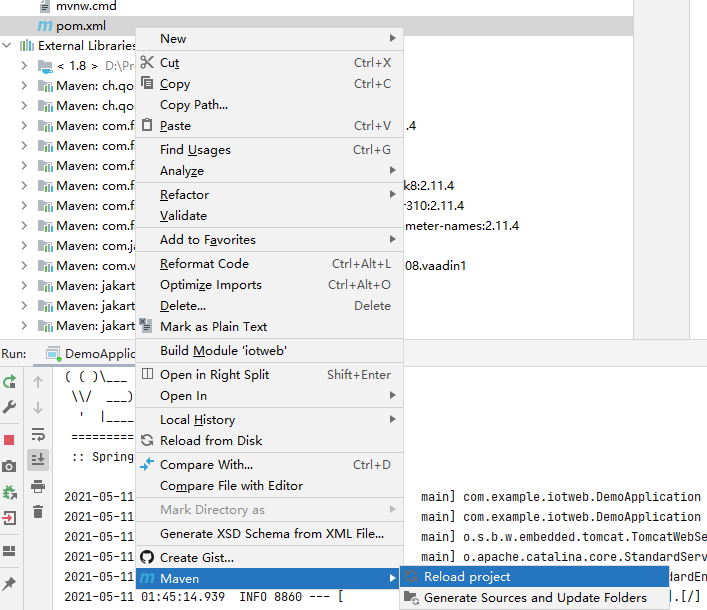 mvnw.cmd
pom.xml
External Libraries
< 1.8 > D:\Pr
Maven: ch.qo
Maven: ch.qo
Maven: com.fa
.4
Maven: com.fa
Maven: com.fa
Maven: com.fa
k8:2.11.4
Maven: com.fa
-310:2.11.4
Maven: com.fa
meter-names:2.11.4
Maven: com.ja
Maven: com.v
08.vaadin1
Maven: jakart
Maven: jakart
Maven: jakart
New
Cut Ctrl+X
Copy Ctrl+C
Copy Path...
Paste Ctrl+V
Find Usages Ctrl+G
Analyze
Refactor
Validate
Add to Favorites
Reformat Code Ctrl+Alt+L
Optimize Imports Ctrl+Alt+O
Delete... Delete
Mark as Plain Text
Build Module 'iotweb'
Open in Right Split Shift+Enter
Open In
Local History
Reload from Disk
Compare With... Ctrl+D
Compare File with Editor
Mark Directory as
Generate XSD Schema from XML File...
Create Gist...
Maven
Reload project
Generate Sources and Update Folders
Run: DemoApplic
( ( )\___
\\/ ___)
' |____
=========
:: Spring
2021-05-11 main] com.example.iotweb.DemoApplication
2021-05-11 main] com.example.iotweb.DemoApplication
2021-05-11 main] o.s.b.w.embedded.tomcat.TomcatWebSe
2021-05-11 main] o.apache.catalina.core.StandardServ
2021-05-11 dardEn
2021-05-11 01:45:14.939 INFO 8860 --- [ ].[/]